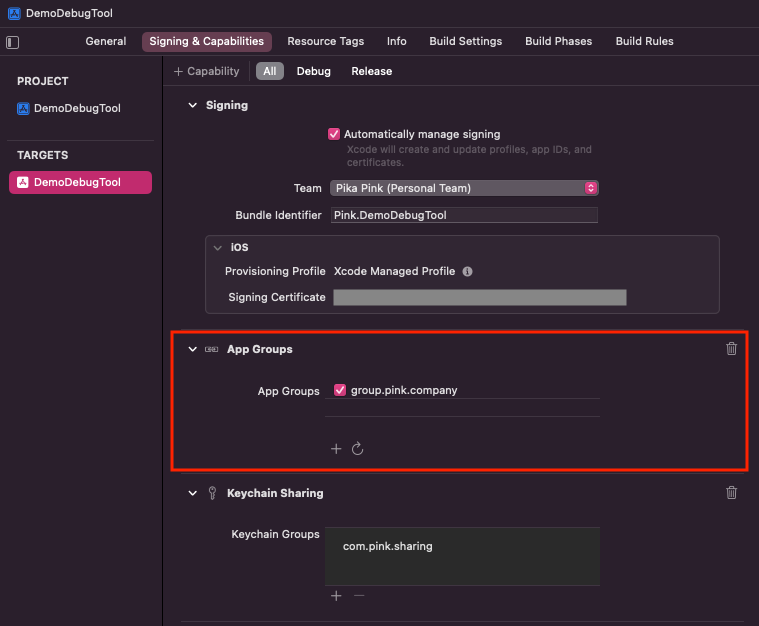 DemoDebugTool
General Signing & Capabilities Resource Tags Info Build Settings Build Phases Build Rules
+ Capability All Debug Release
PROJECT
DemoDebugTool
TARGETS
DemoDebugTool
Signing
Automatically manage signing
Xcode will create and update profiles, app IDs, and
certificates.
Team Pika Pink (Personal Team)
Bundle Identifier Pink.DemoDebugTool
iOS
Provisioning Profile Xcode Managed Profile
Signing Certificate
App Groups
App Groups group.pink.company
Keychain Sharing
Keychain Groups
com.pink.sharing